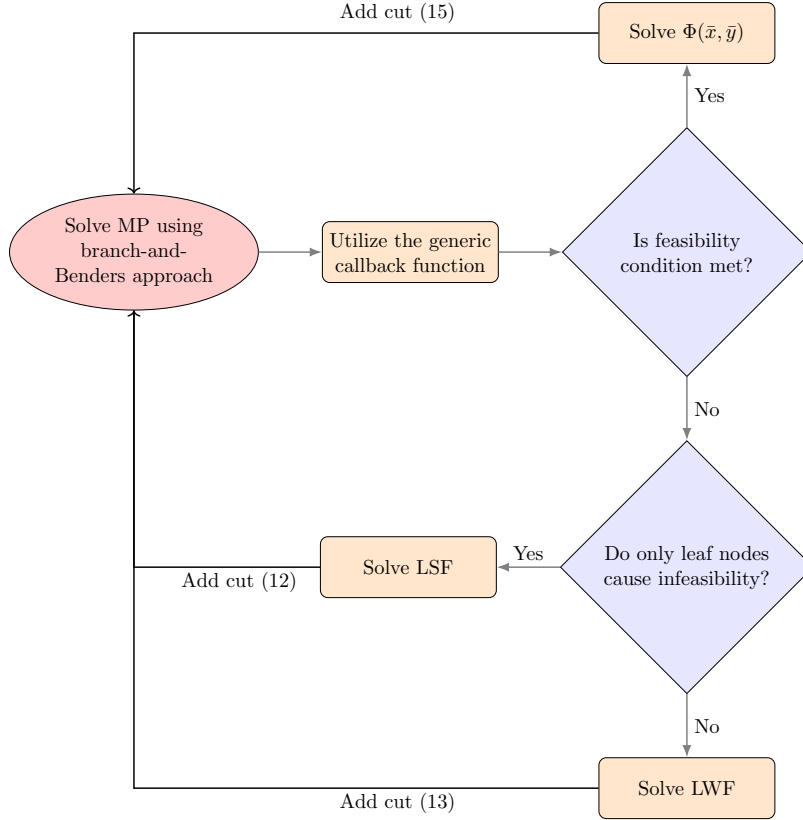 Add cut (15)
Solve Φ(x̄, ȳ)
Yes
Solve MP using
branch-and-
Benders approach
Utilize the generic
callback function
Is feasibility
condition met?
No
Do only leaf nodes
cause infeasibility?
Yes
Solve LSF
Add cut (12)
No
Solve LWF
Add cut (13)